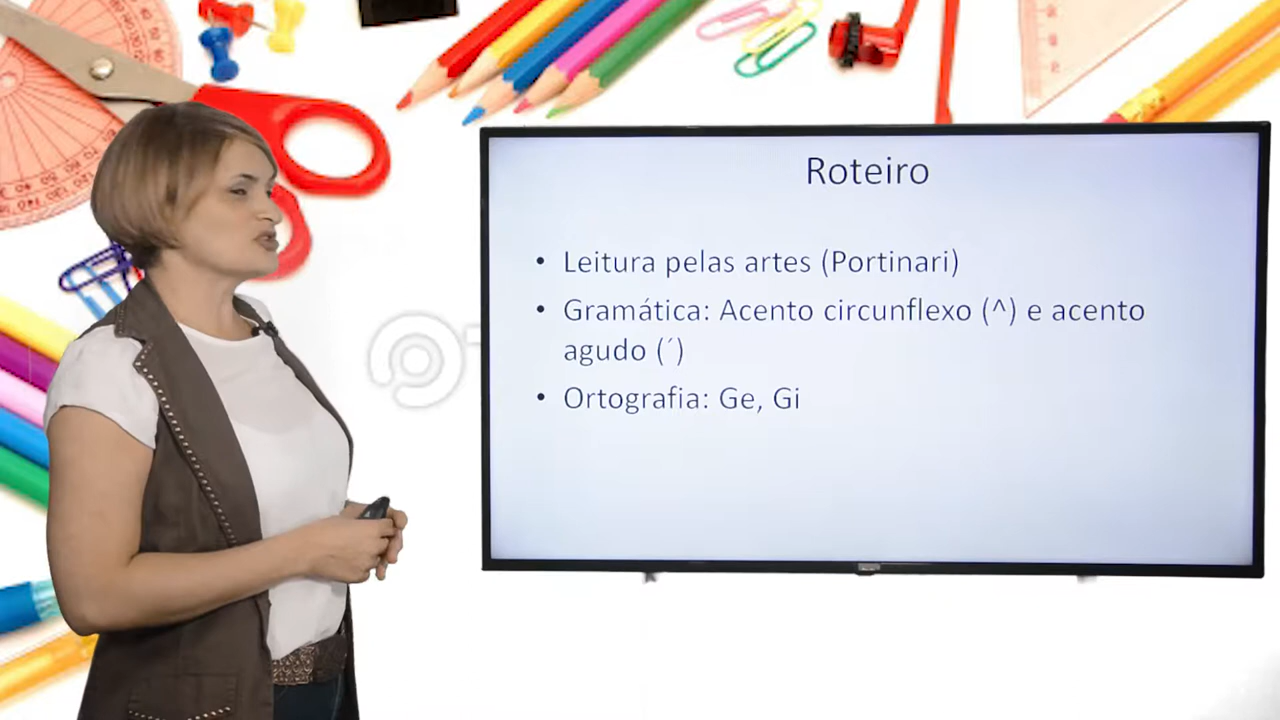 Roteiro
• Leitura pelas artes (Portinari)
• Gramática: Acento circunflexo (^) e acento
agudo (´)
• Ortografia: Ge, Gi